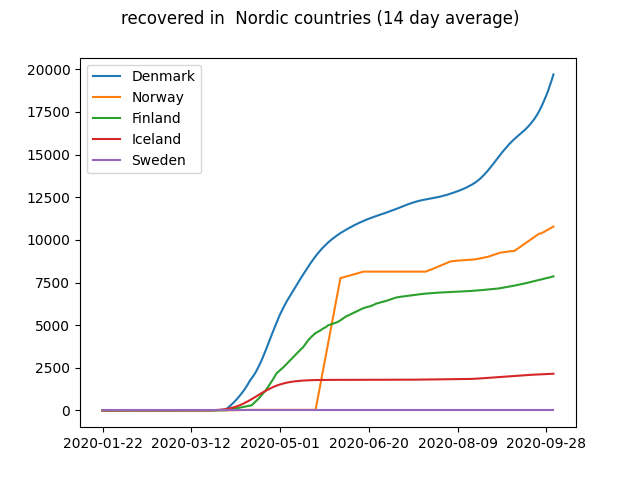 recovered in  Nordic countries (14 day average)
20000
17500
15000
12500
10000
7500
5000
2500
0
Denmark
Norway
Finland
Iceland
Sweden
2020-01-22 2020-03-12 2020-05-01 2020-06-20 2020-08-09 2020-09-28